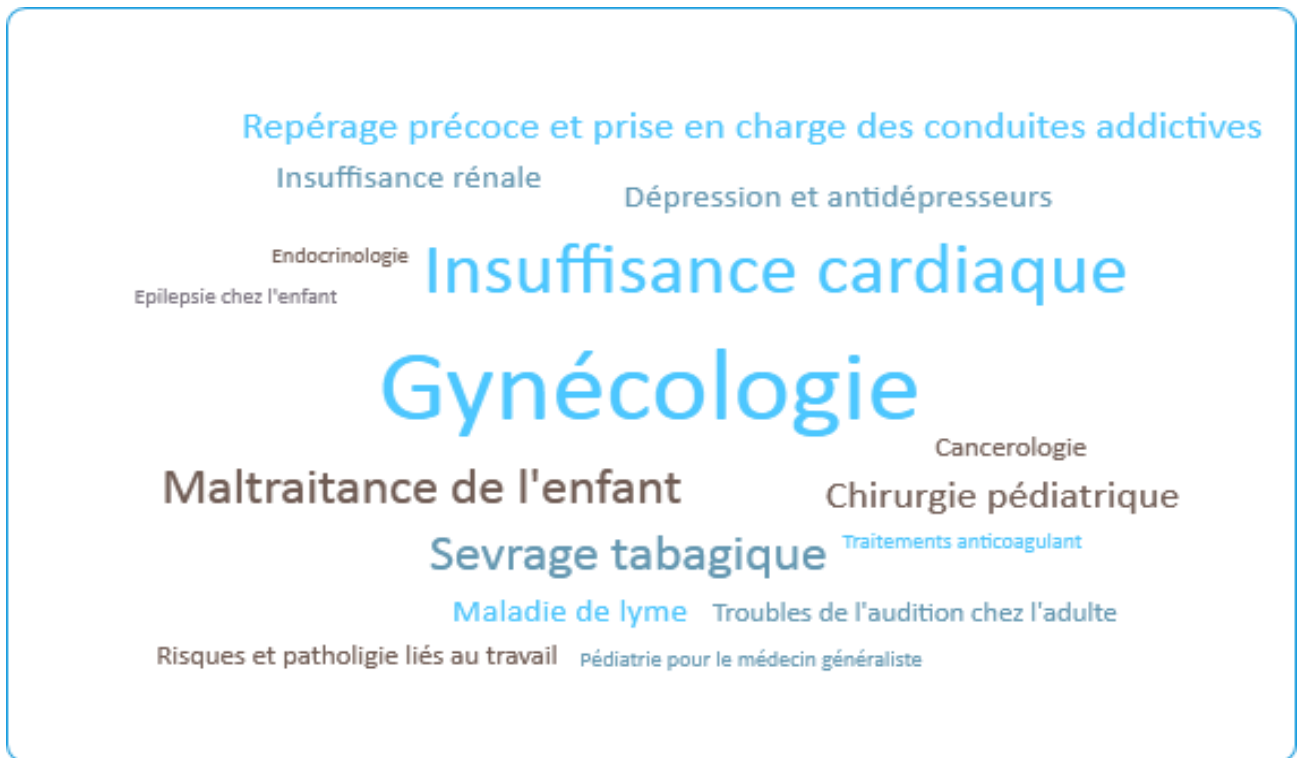 Repérage précoce et prise en charge des conduites addictives
Insuffisance rénale
Dépression et antidépresseurs
Endocrinologie
Insuffisance cardiaque
Epilepsie chez l'enfant
Gynécologie
Cancerologie
Maltraitance de l'enfant
Chirurgie pédiatrique
Sevrage tabagique
Traitements anticoagulant
Maladie de lyme
Troubles de l'audition chez l'adulte
Risques et patholigie liés au travail
Pédiatrie pour le médecin généraliste